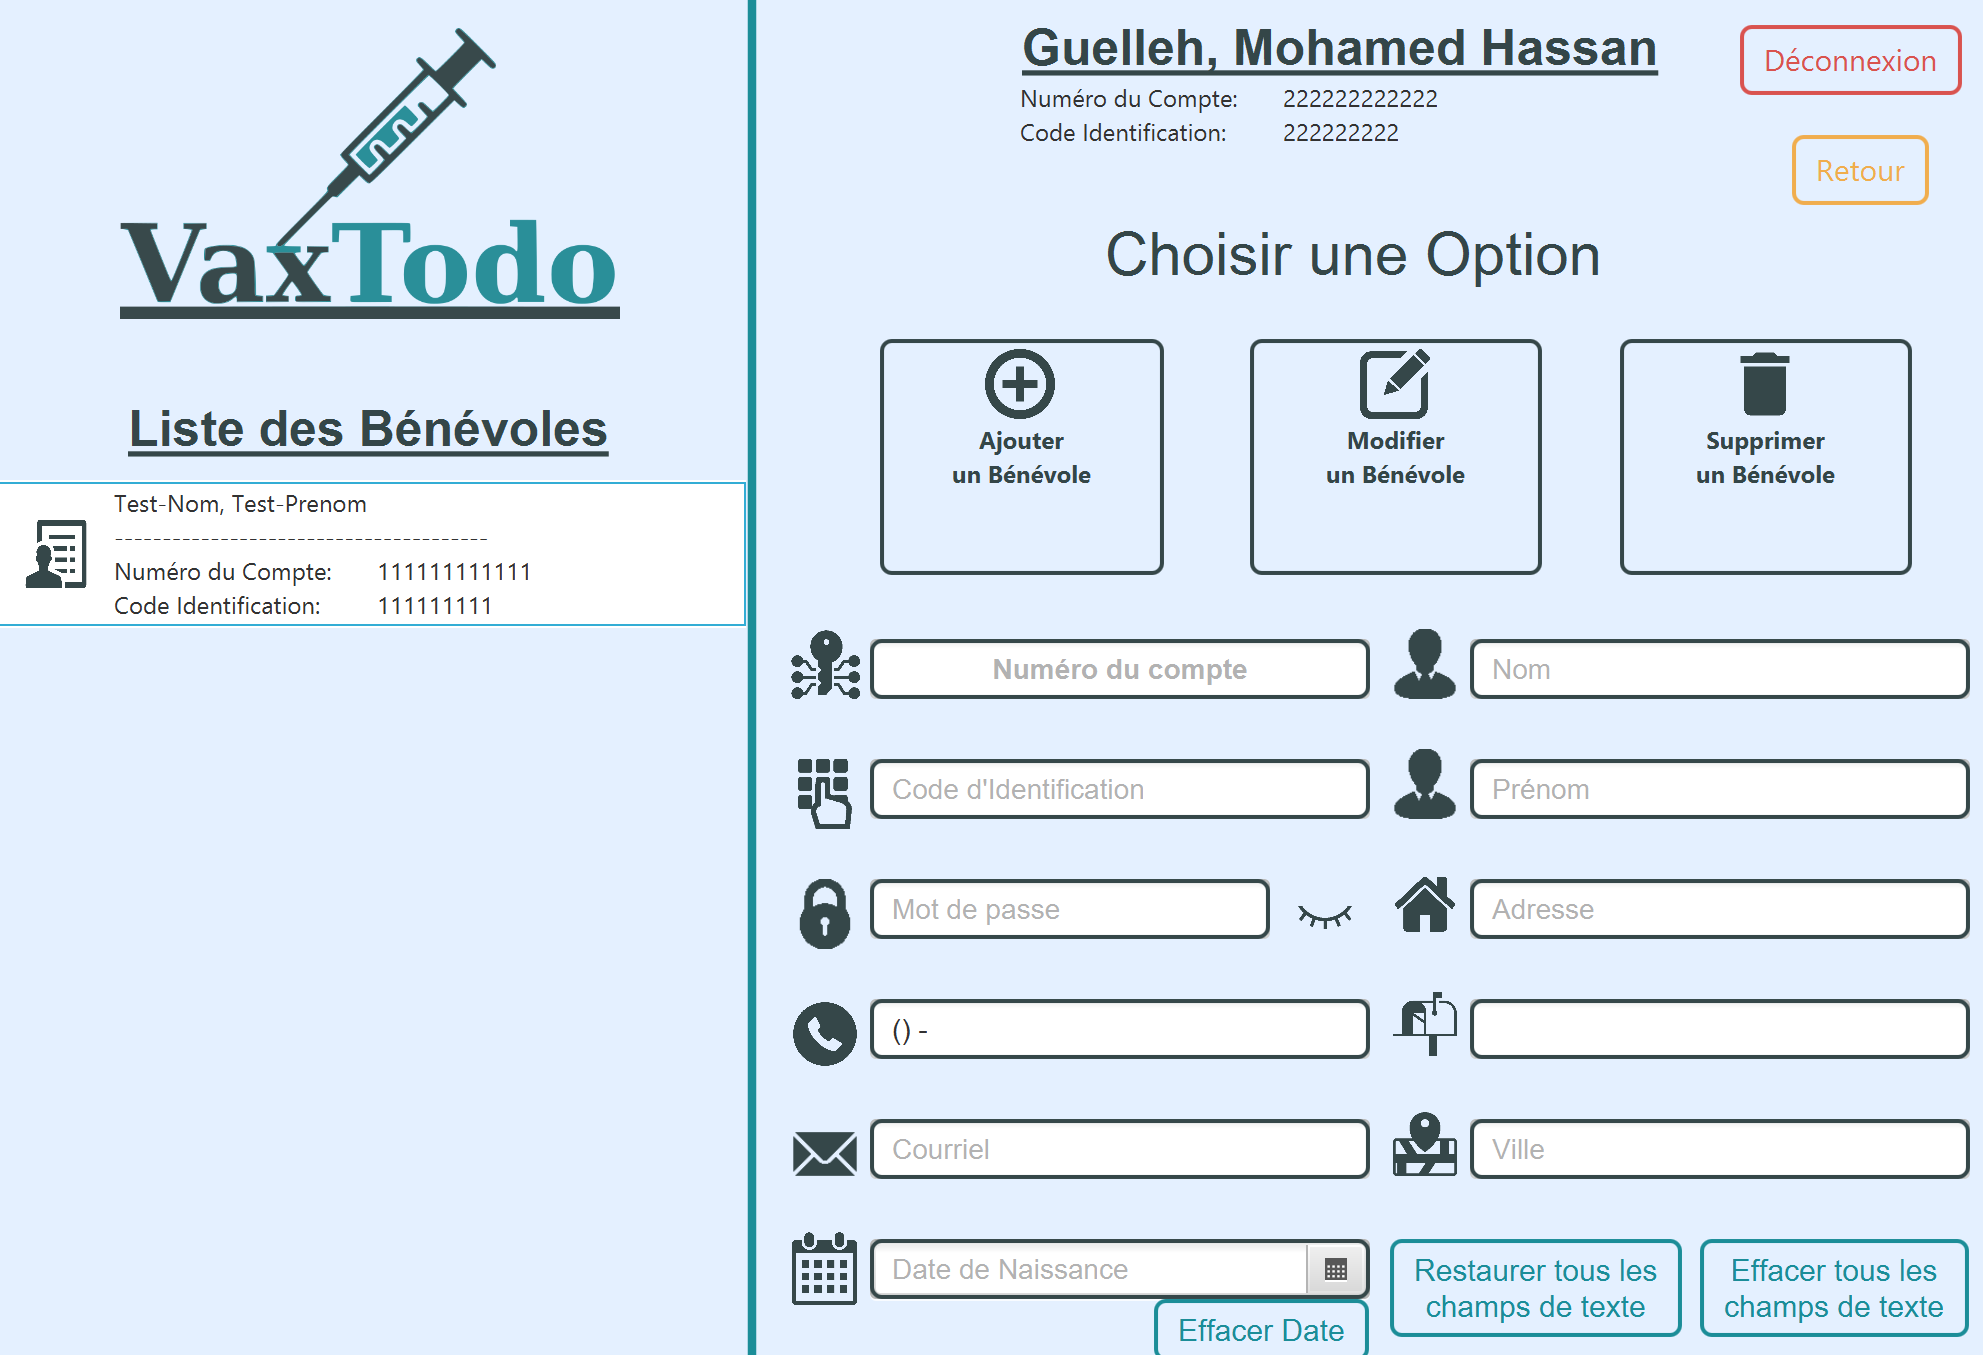 VaxTodo
Liste des Bénévoles
Test-Nom, Test-Prenom
---------------------------------------
Numéro du Compte: 111111111111
Code Identification: 111111111
Guelleh, Mohamed Hassan
Numéro du Compte: 222222222222
Code Identification: 222222222
Déconnexion
Retour
Choisir une Option
Ajouter
un Bénévole
Modifier
un Bénévole
Supprimer
un Bénévole
Numéro du compte
Nom
Code d'Identification
Prénom
Mot de passe
Adresse
() -
Courriel
Ville
Date de Naissance
Effacer Date
Restaurer tous les
champs de texte
Effacer tous les
champs de texte